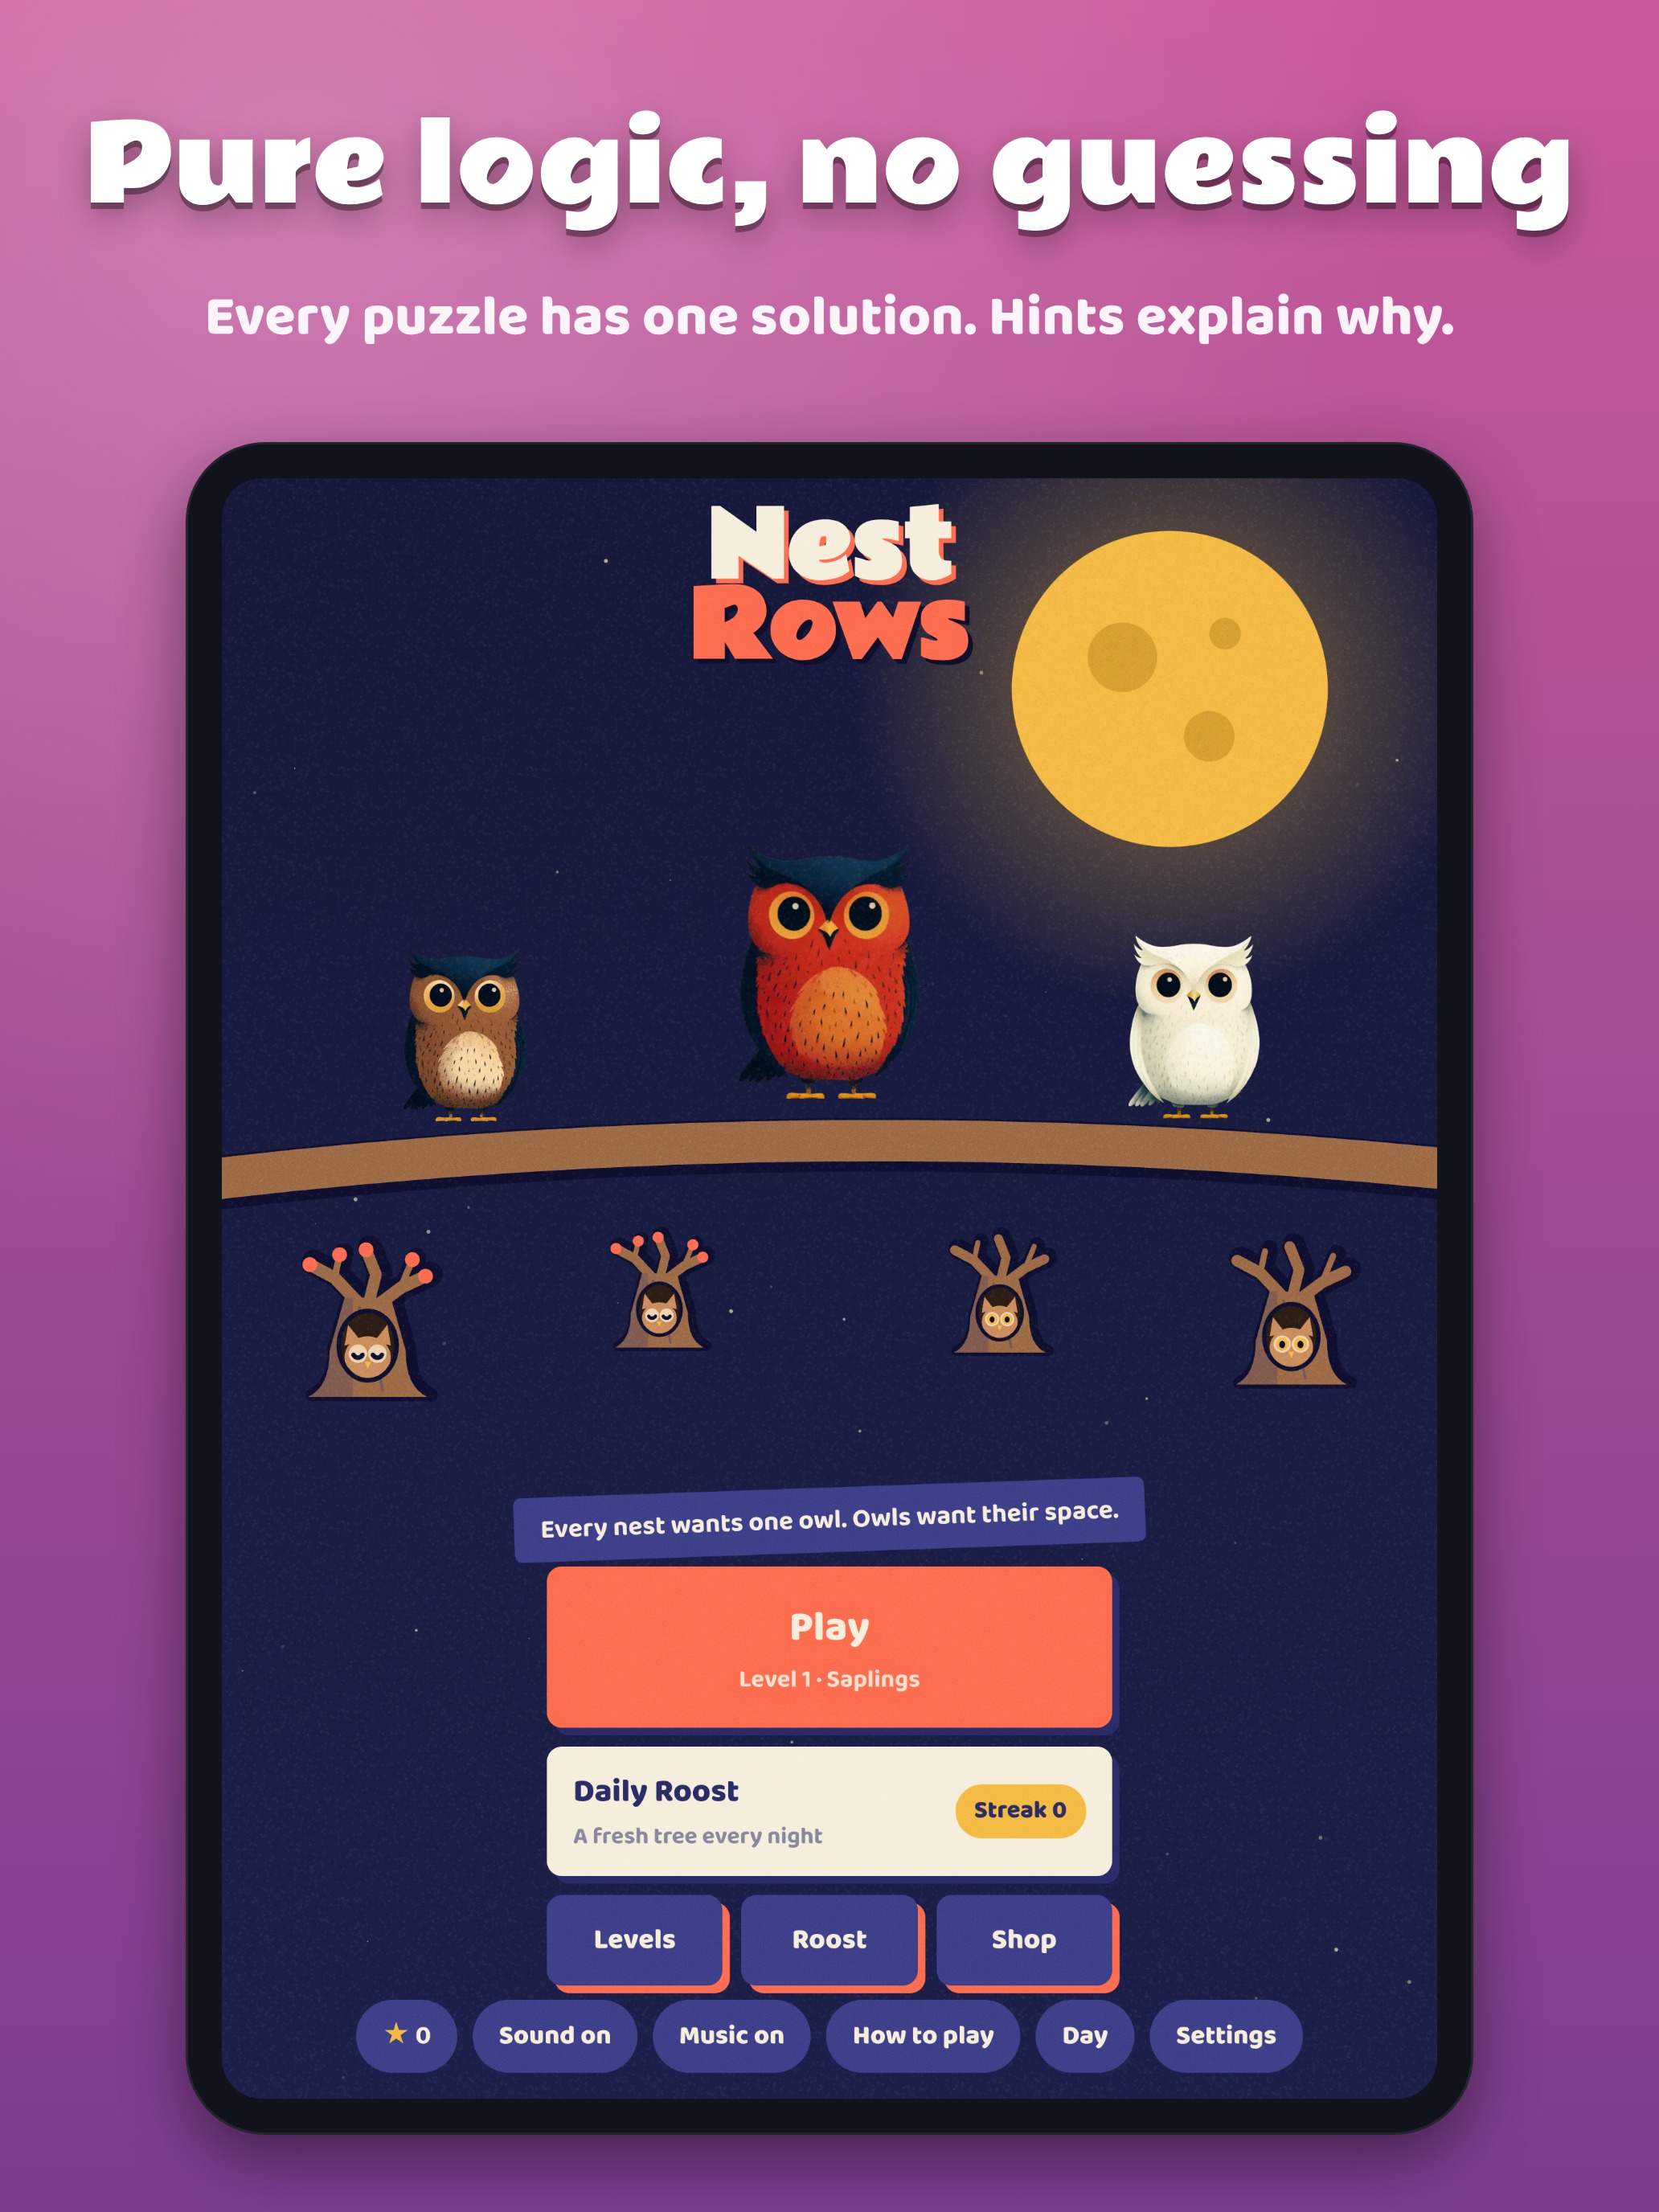 Pure logic, no guessing
Every puzzle has one solution. Hints explain why.
Nest
Rows
Every nest wants one owl. Owls want their space.
Play
Level 1 · Saplings
Daily Roost
A fresh tree every night
Streak 0
Levels
Roost
Shop
★ 0
Sound on
Music on
How to play
Day
Settings